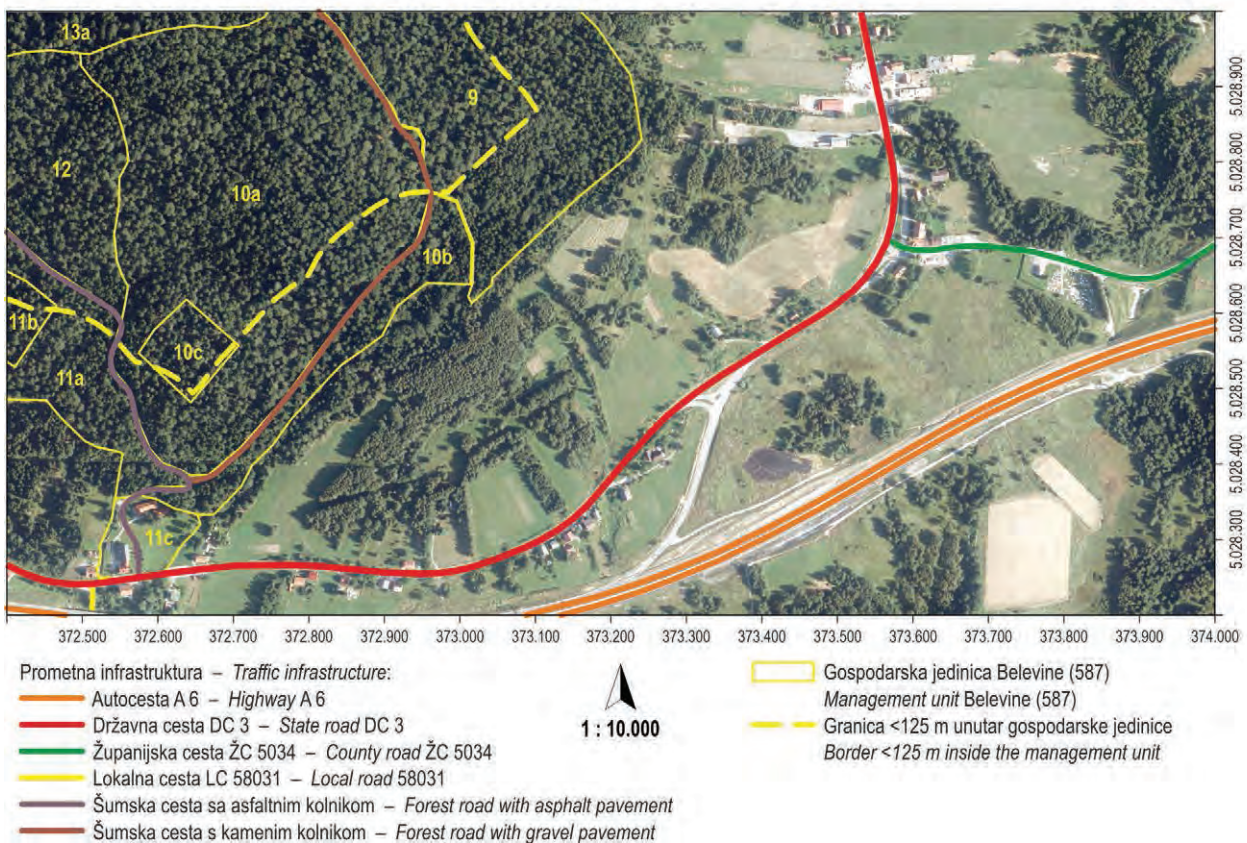 13a
9
12
10a
10b
11b
10c
11a
11c
5.028.900
5.028.800
5.028.700
5.028.600
5.028.500
5.028.400
5.028.300
372.500 372.600 372.700 372.800 372.900 373.000 373.100 373.200 373.300 373.400 373.500 373.600 373.700 373.800 373.900 374.000
Prometna infrastruktura – Traffic infrastructure:
Autocesta A 6 – Highway A 6
Državna cesta DC 3 – State road DC 3
Županijska cesta ŽC 5034 – County road ŽC 5034
Lokalna cesta LC 58031 – Local road 58031
Šumska cesta sa asfaltnim kolnikom – Forest road with asphalt pavement
Šumska cesta s kamenim kolnikom – Forest road with gravel pavement
1 : 10.000
Gospodarska jedinica Belevine (587)
Management unit Belevine (587)
Granica <125 m unutar gospodarske jedinice
Border <125 m inside the management unit